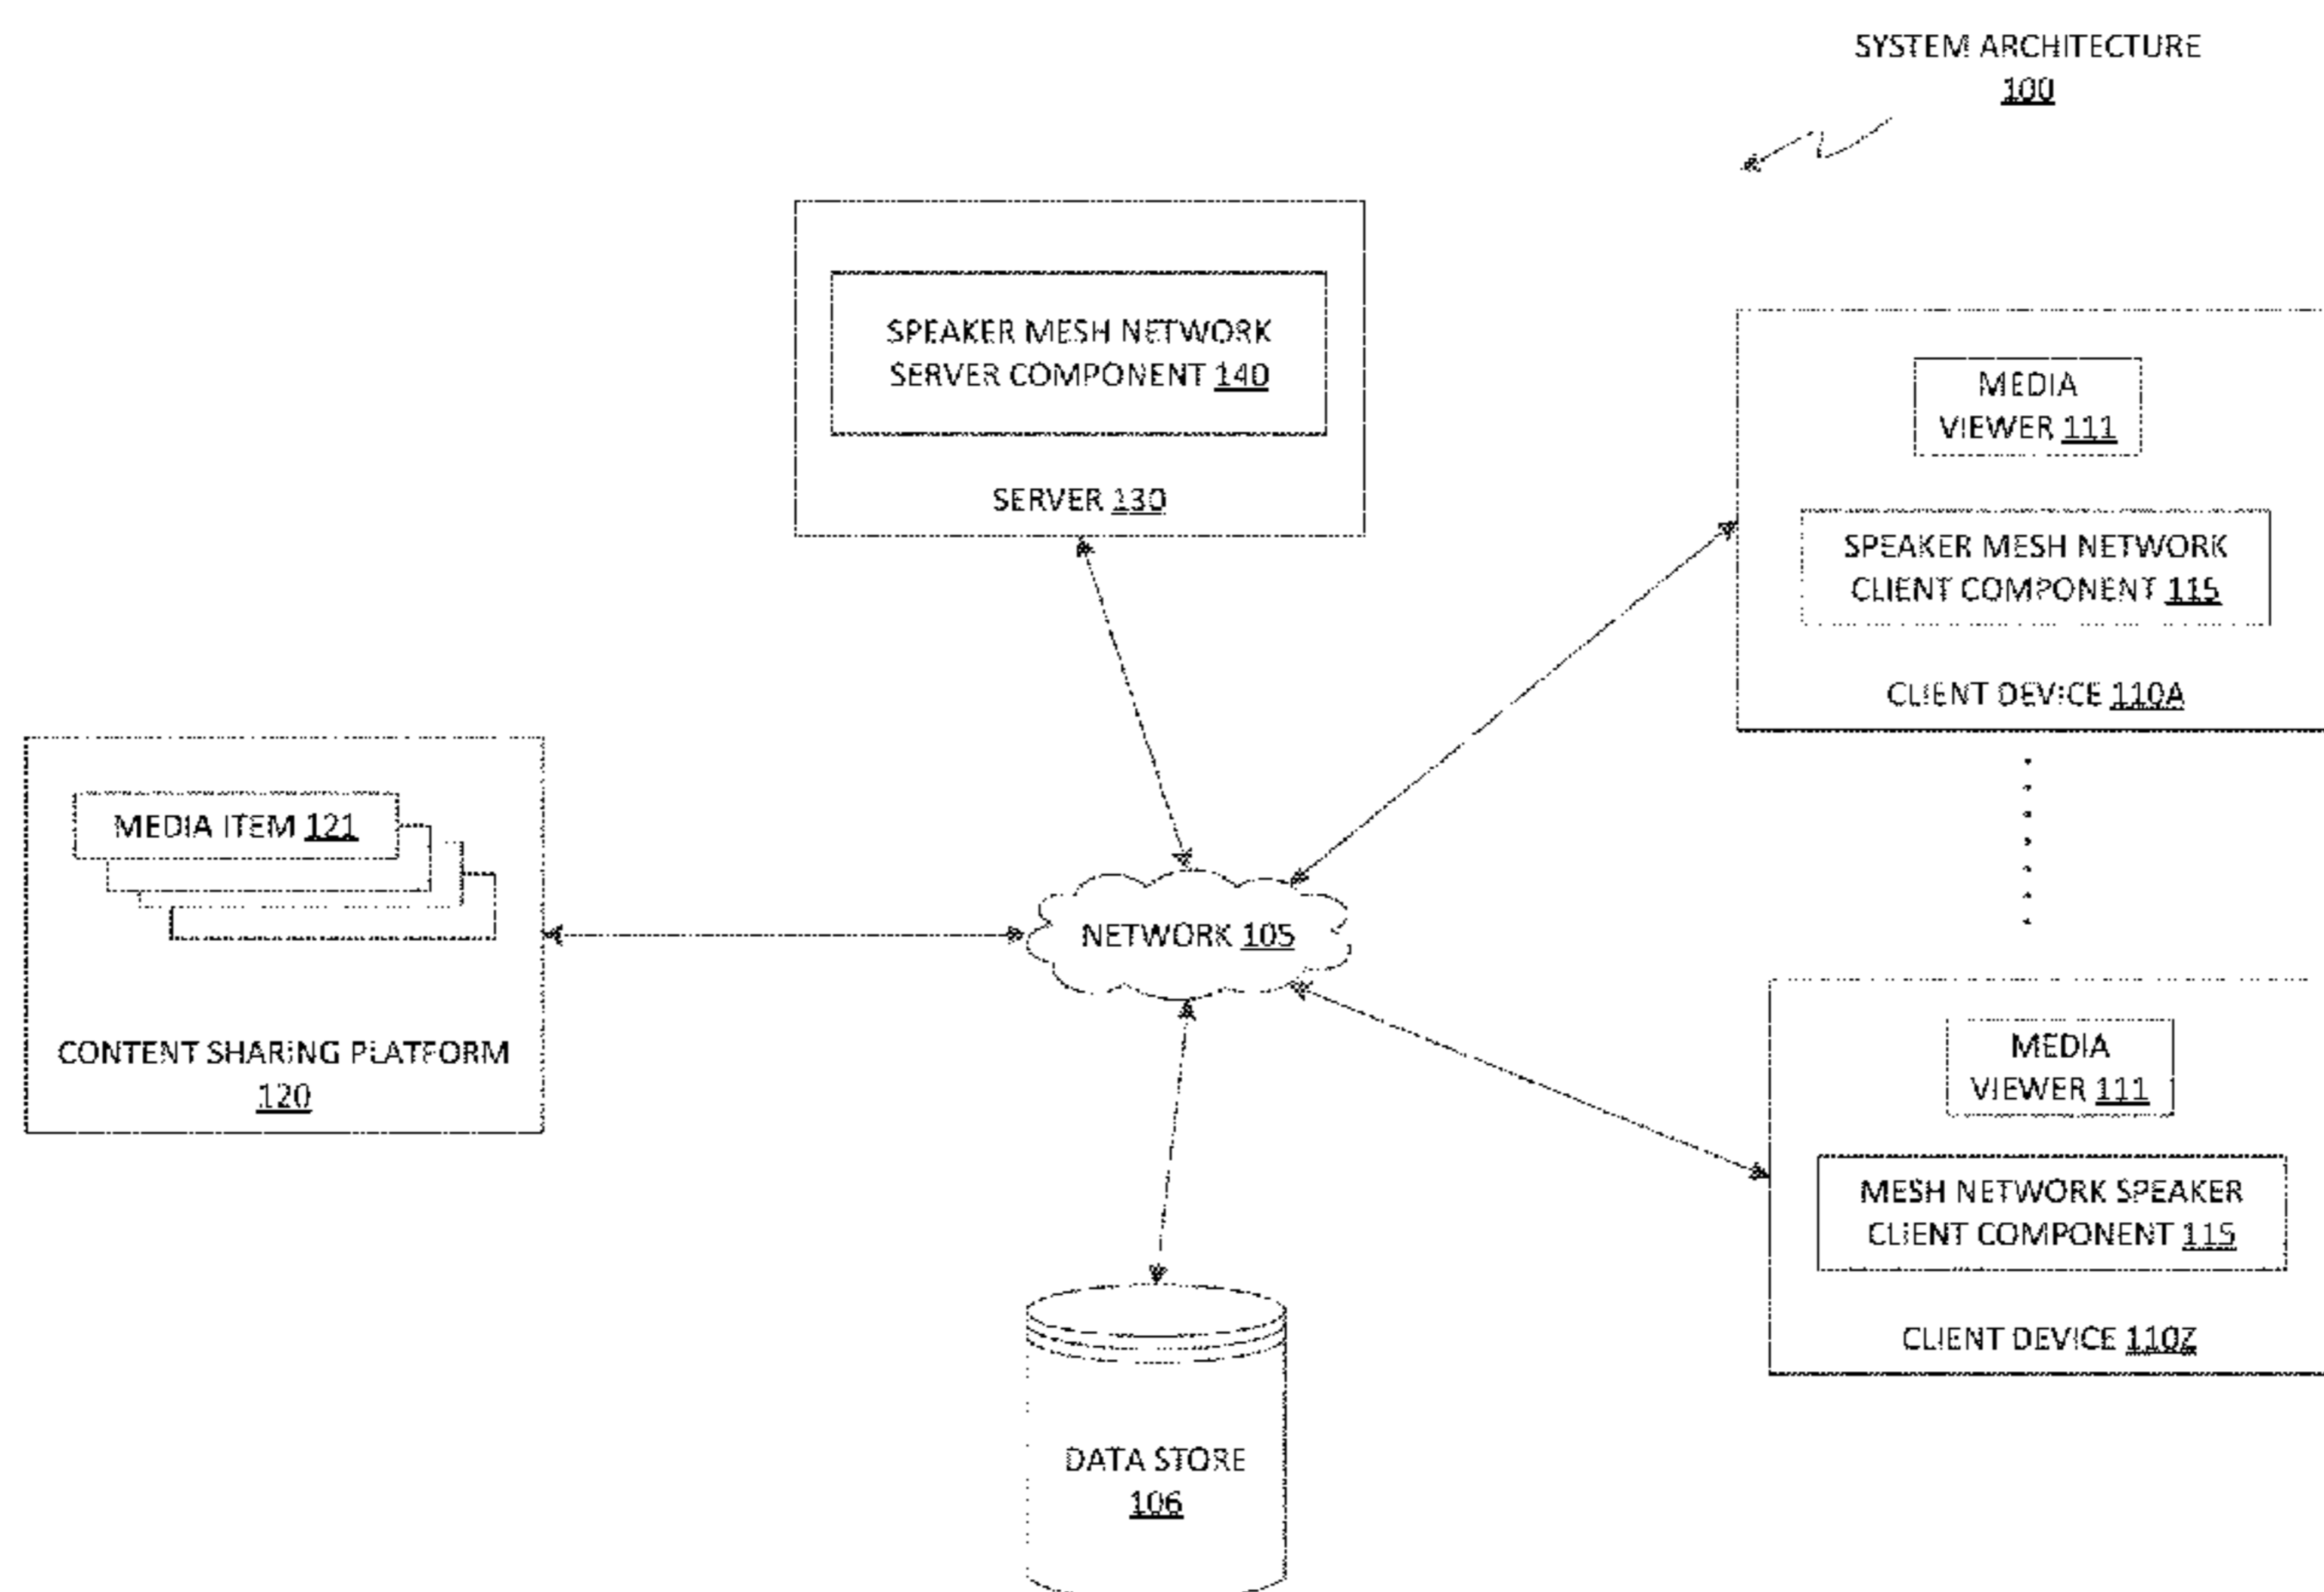 SYSTEM ARCHITECTURE
100
SPEAKER MESH NETWORK
SERVER COMPONENT 140
SERVER 130
MEDIA
VIEWER 111
SPEAKER MESH NETWORK
CLIENT COMPONENT 115
CLIENT DEVICE 110A
MEDIA ITEM 121
CONTENT SHARING PLATFORM
120
NETWORK 105
MEDIA
VIEWER 111
MESH NETWORK SPEAKER
CLIENT COMPONENT 115
CLIENT DEVICE 110Z
DATA STORE
106